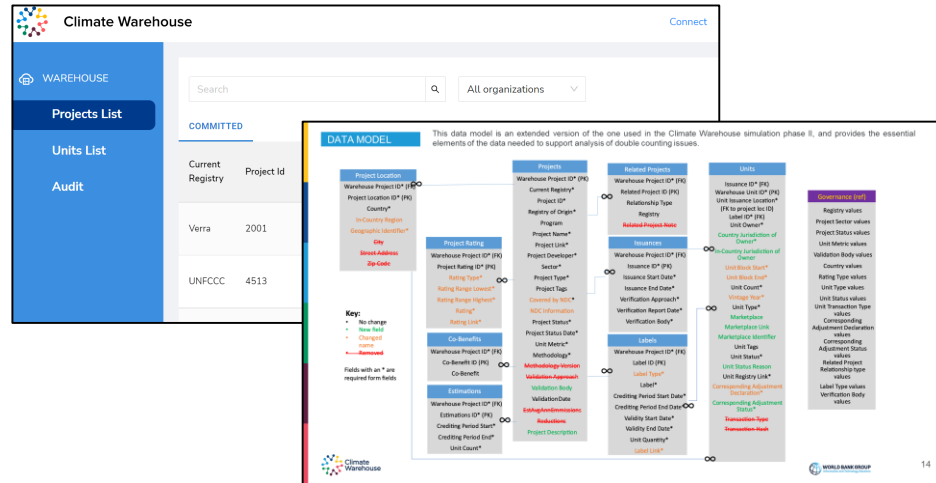 Climate Warehouse
Connect
WAREHOUSE
Projects List
Units List
Audit
Search
All organizations
COMMITTED
Current
Registry
Project Id
Verra
2001
UNFCCC
4513
DATA MODEL
This data model is an extended version of the one used in the Climate Warehouse simulation phase II, and provides the essential
elements of the data needed to support analysis of double counting issues.
Project Location
Warehouse Project ID* (FK)
Project Location ID* (PK)
Country*
In-Country Region
Geographic Identifier*
City
Street Address
Zip Code
Key:
No change
New field
Changed
name
Removed
Fields with an * are
required form fields
Project Rating
Warehouse Project ID* (FK)
Project Rating ID* (PK)
Rating Type*
Rating Range Lowest*
Rating Range Highest*
Rating*
Rating Link*
Co-Benefits
Warehouse Project ID* (FK)
Co-Benefit ID (PK)
Co-Benefit
Estimations
Warehouse Project ID* (FK)
Estimations ID* (PK)
Crediting Period Start*
Crediting Period End*
Unit Count*
Projects
Warehouse Project ID* (PK)
Current Registry*
Project ID*
Registry of Origin*
Program
Project Name*
Project Link*
Project Developer*
Sector*
Project Type*
Project Tags
Covered by NDC*
NDC Information
Project Status*
Project Status Date*
Unit Metric*
Methodology*
Methodology Version
Validation Approach*
Validation Body
ValidationDate
EstAugAnnEmmissions
Reductions
Project Description
Related Projects
Warehouse Project ID* (FK)
Related Project ID (PK)
Relationship Type
Registry
Related Project Note
Issuances
Warehouse Project ID* (FK)
Issuance ID* (PK)
Issuance Start Date*
Issuance End Date*
Verification Approach*
Verification Report Date*
Verification Body*
Labels
Warehouse Project ID* (FK)
Label ID (PK)
Label Type*
Label*
Crediting Period Start Date*
Crediting Period End Date*
Validity Start Date*
Validity End Date*
Unit Quantity*
Label Link*
Units
Issuance ID* (FK)
Warehouse Unit ID* (PK)
Unit Issuance Location*
(FK to project loc ID)
Label ID* (FK)
Unit Owner*
Country Jurisdiction of
Owner*
In-Country Jurisdiction of
Owner
Unit Block Start*
Unit Block End*
Unit Count*
Vintage Year*
Unit Type*
Marketplace
Marketplace Link
Marketplace Identifier
Unit Tags
Unit Status*
Unit Status Reason
Unit Registry Link*
Corresponding Adjustment
Declaration*
Corresponding Adjustment
Status*
Transaction Type
Transaction Hash
Governance (ref)
Registry values
Project Sector values
Project Status values
Unit Metric values
Validation Body values
Country values
Rating Type values
Unit Type values
Unit Status values
Unit Transaction Type
values
Corresponding
Adjustment Declaration
values
Corresponding
Adjustment Status
values
Related Project
Relationship type
values
Label Type values
Verification Body
values
Climate
Warehouse
WORLD BANK GROUP
14